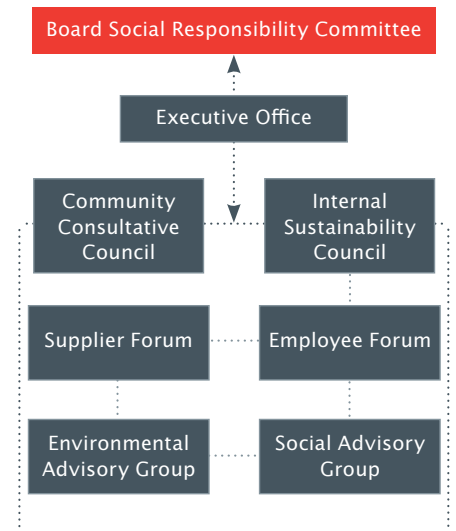 Board Social Responsibility Committee
Executive Office
Community
Consultative
Council
Internal
Sustainability
Council
Supplier Forum
Employee Forum
Environmental
Advisory Group
Social Advisory
Group